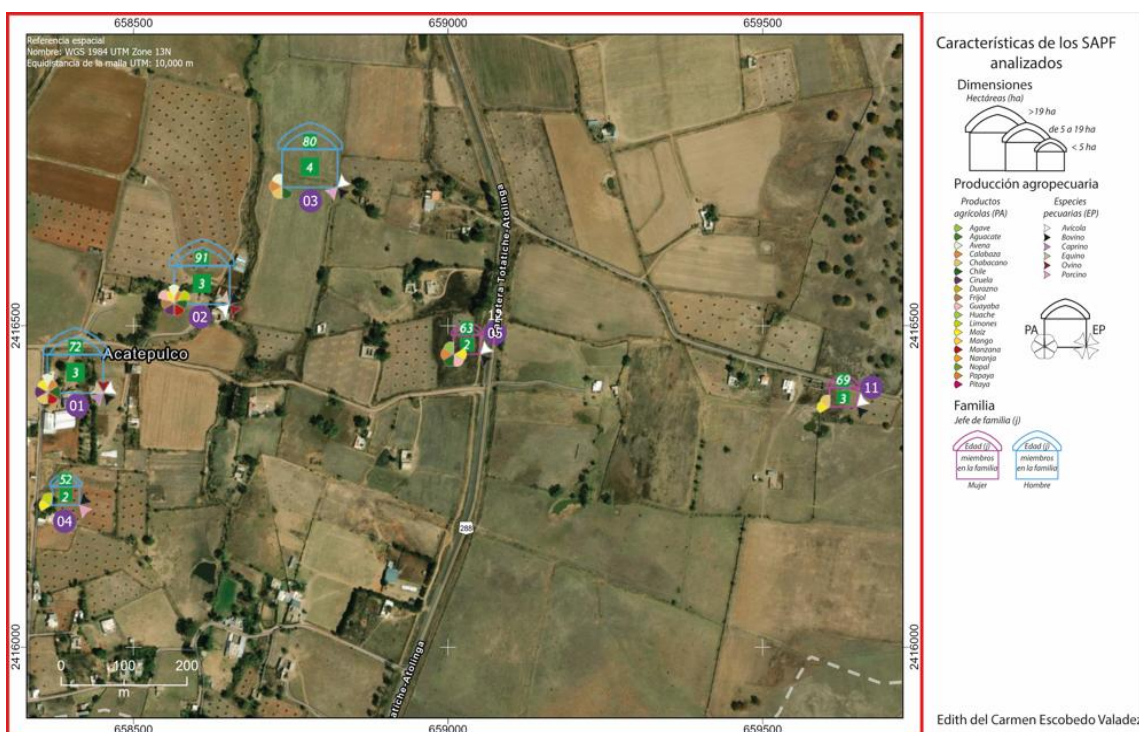 658500
659000
659500
Referencia espacial
Nombre: WGS 1984 UTM Zone 13N
Equidistancia de la malla UTM: 10,000 m
80
4
03
91
3
02
2416500
2416500
72
Acatepulco
3
01
63
2
05
69
3
11
52
2
04
Carretera Totatiche-Atolinga
288
2416000
2416000
0 100 200
m
atiche-Atolinga
658500
659000
659500
Características de los SAPF
analizados
Dimensiones
Hectáreas (ha)
>19 ha
de 5 a 19 ha
< 5 ha
Producción agropecuaria
Productos
agrícolas (PA)
Agave
Aguacate
Avena
Calabaza
Chabacano
Chile
Ciruela
Durazno
Frijol
Guayaba
Huache
Limones
Maíz
Mango
Manzana
Naranja
Nopal
Papaya
Pitaya
Especies
pecuarias (EP)
Avícola
Bovino
Caprino
Equino
Ovino
Porcino
PA
EP
Familia
Jefe de familia (j)
Edad (j)
miembros
en la familia
Mujer
Edad (j)
miembros
en la familia
Hombre
Edith del Carmen Escobedo Valadez